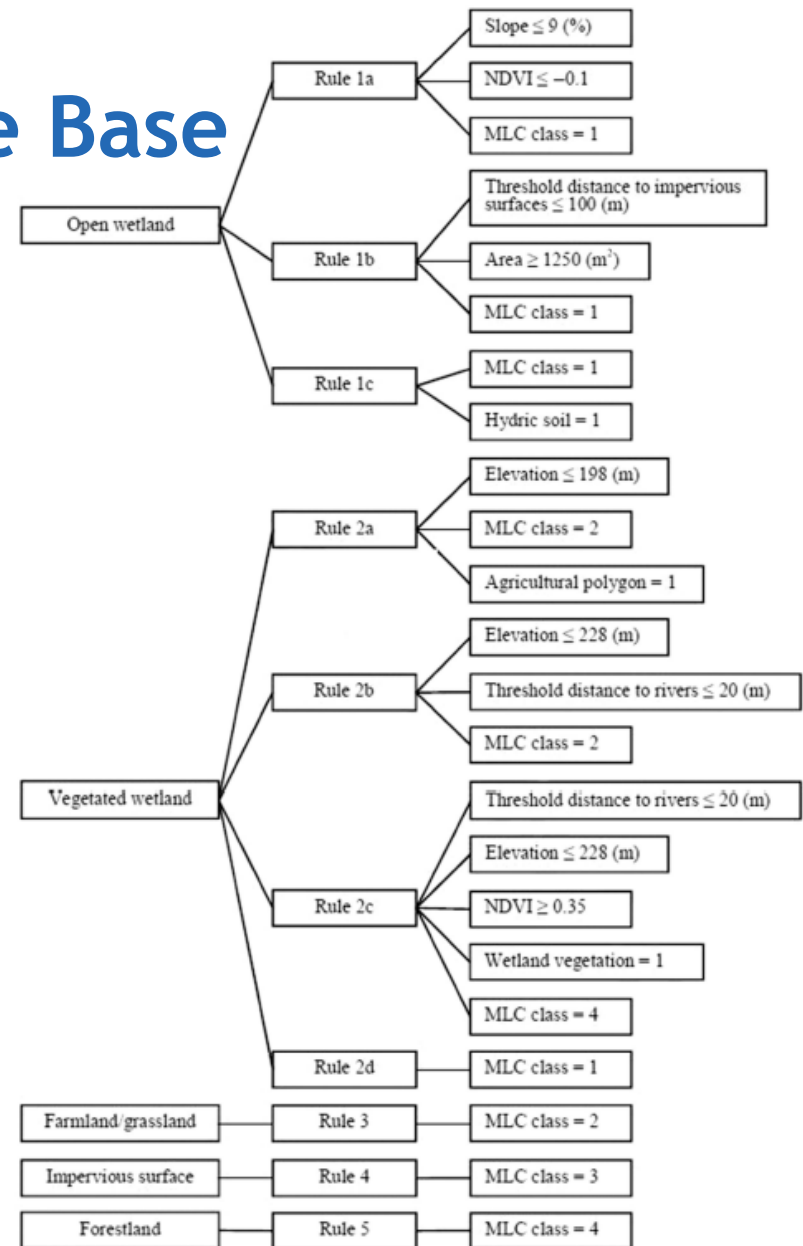 e Base
Open wetland
Rule 1a
Slope ≤ 9 (%)
NDVI ≤ −0.1
MLC class = 1
Rule 1b
Threshold distance to impervious
surfaces ≤ 100 (m)
Area ≥ 1250 (m²)
MLC class = 1
Rule 1c
MLC class = 1
Hydric soil = 1
Vegetated wetland
Rule 2a
Elevation ≤ 198 (m)
MLC class = 2
Agricultural polygon = 1
Rule 2b
Elevation ≤ 228 (m)
Threshold distance to rivers ≤ 20 (m)
MLC class = 2
Rule 2c
Threshold distance to rivers ≤ 20 (m)
Elevation ≤ 228 (m)
NDVI ≥ 0.35
Wetland vegetation = 1
MLC class = 4
Rule 2d
MLC class = 1
Farmland/grassland
Rule 3
MLC class = 2
Impervious surface
Rule 4
MLC class = 3
Forestland
Rule 5
MLC class = 4